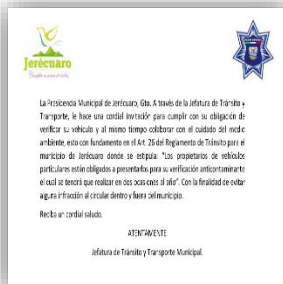 Jerécuaro
La Presidencia Municipal de Jerécuaro, Gto. A través de la Jefatura de Tránsito y
Transporte, le hace una cordial invitación para cumplir con su obligación de
verificar su vehículo y al mismo tiempo colaborar con el cuidado del medio
ambiente, esto con fundamento en el Art. 26 del Reglamento de Tránsito para el
municipio de Jerécuaro donde se estipula: "Los propietarios de vehículos
particulares están obligados a presentarlos para su verificación anticontaminante
el cual se tendrá que realizar en dos ocasiones al año". Con la finalidad de evitar
alguna infracción al circular dentro y fuera del municipio.
Reciba un cordial saludo.
ATENTAMENTE
Jefatura de Tránsito y Transporte Municipal.